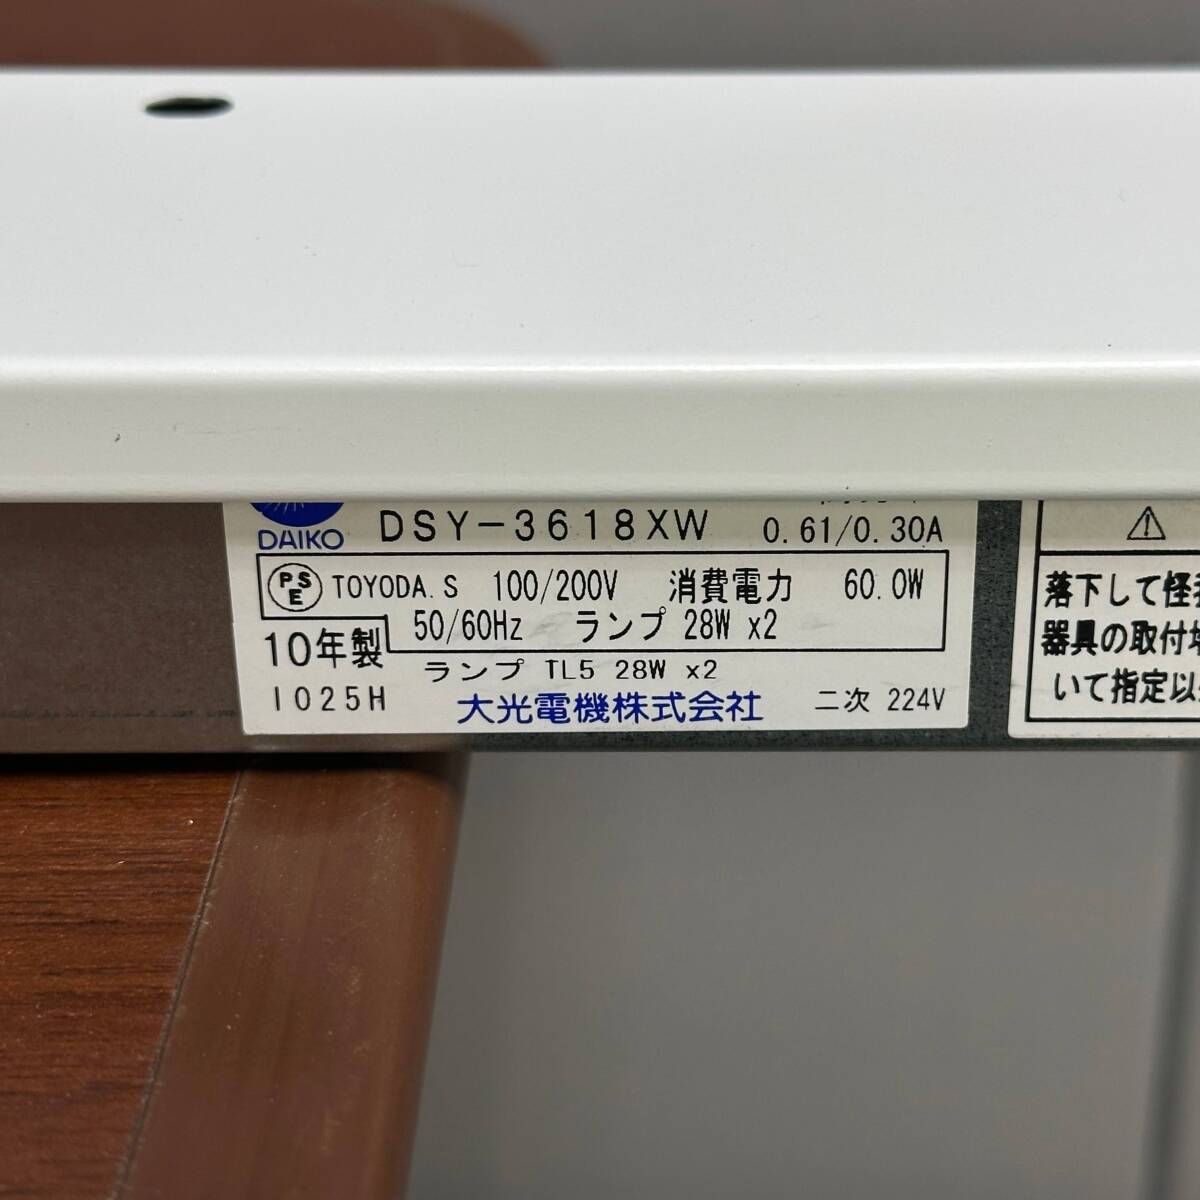 DAIKO DSY-3618XW 0.61/0.30A
PSE TOYODA.S 100/200V 消費電力 60.0W
50/60Hz ランプ 28W x2
10年製
ランプ TL5 28W x2
1025H 大光電機株式会社 二次 224V
落下して怪
器具の取付
いて指定以